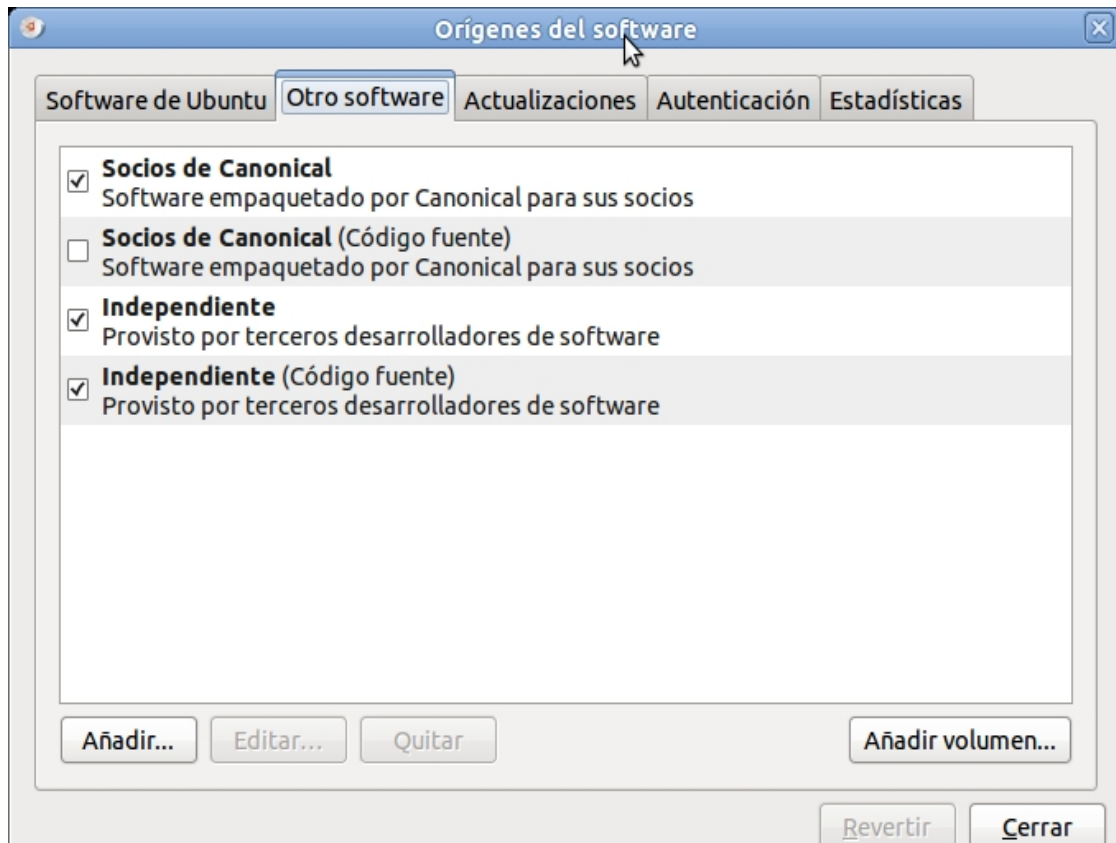 Orígenes del software
Software de Ubuntu Otro software Actualizaciones Autenticación Estadísticas
Socios de Canonical
Software empaquetado por Canonical para sus socios
Socios de Canonical (Código fuente)
Software empaquetado por Canonical para sus socios
Independiente
Provisto por terceros desarrolladores de software
Independiente (Código fuente)
Provisto por terceros desarrolladores de software
Añadir... Editar... Quitar Añadir volumen...
Revertir Cerrar